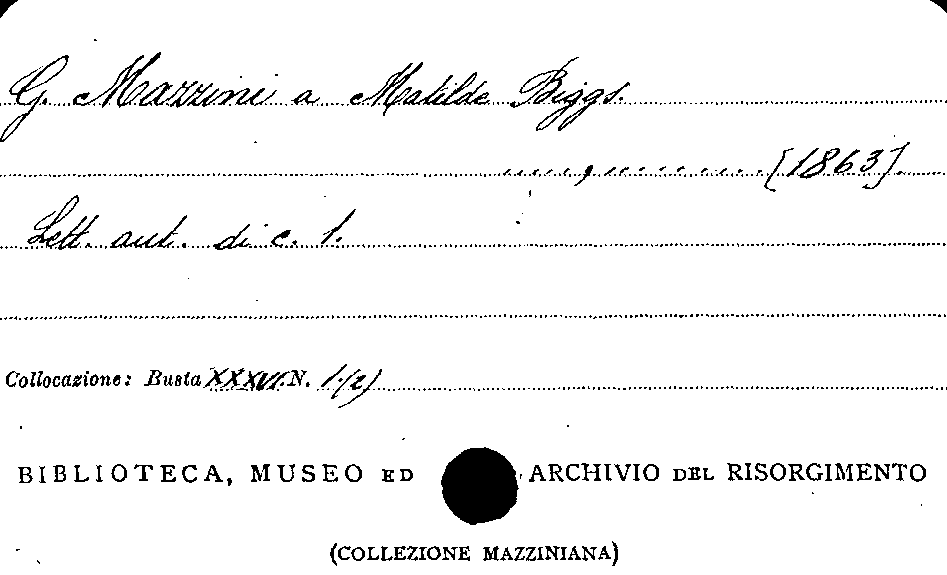 G. Mazzini a Matilde Biggs.
......,........ [1863].
Lett. aut. di c. 1.
Collocazione: Busta XXXVI. N. 1.(2)
BIBLIOTECA, MUSEO ED ARCHIVIO DEL RISORGIMENTO
(COLLEZIONE MAZZINIANA)